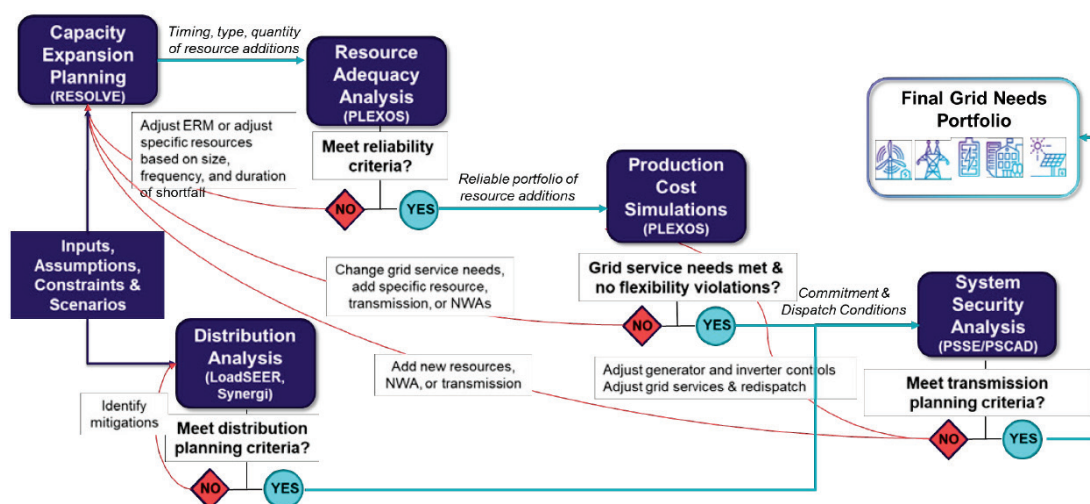 Capacity
Expansion
Planning
(RESOLVE)
Timing, type, quantity
of resource additions
Resource
Adequacy
Analysis
(PLEXOS)
Adjust ERM or adjust
specific resources
based on size,
frequency, and duration
of shortfall
Meet reliability
criteria?
NO
YES
Reliable portfolio of
resource additions
Production
Cost
Simulations
(PLEXOS)
Final Grid Needs
Portfolio
Inputs,
Assumptions,
Constraints &
Scenarios
Change grid service needs,
add specific resource,
transmission, or NWAs
Grid service needs met &
no flexibility violations?
NO
YES
Commitment &
Dispatch Conditions
System
Security
Analysis
(PSSE/PSCAD)
Distribution
Analysis
(LoadSEER,
Synergi)
Add new resources,
NWA, or transmission
Adjust generator and inverter controls
Adjust grid services & redispatch
Meet transmission
planning criteria?
NO
YES
Identify
mitigations
Meet distribution
planning criteria?
NO
YES